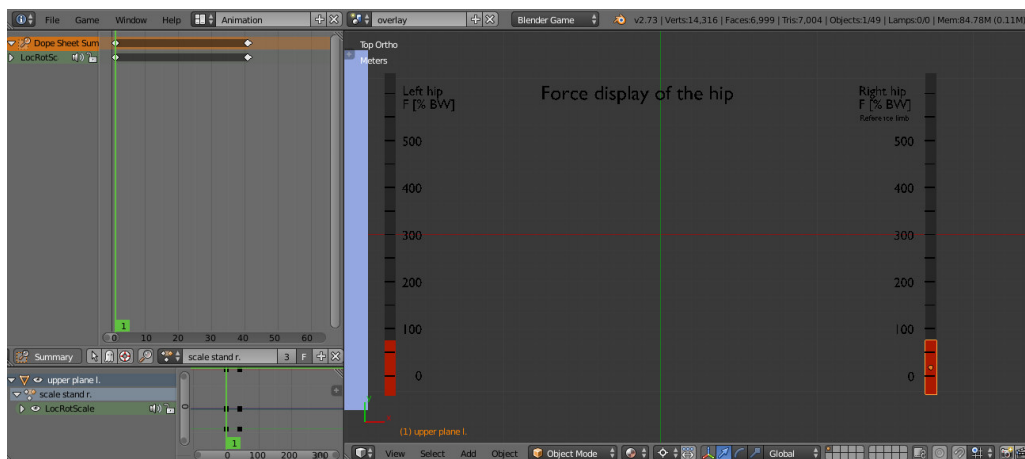 File Game Window Help Animation overlay Blender Game v2.73 | Verts:14,316 | Faces:6,999 | Tris:7,004 | Objects:1/49 | Lamps:0/0 | Mem:84.78M (0.11M)
Dope Sheet Sum
LocRotSc
1
0 10 20 30 40 50 60
Summary scale stand r. 3 F
upper plane l.
scale stand r.
LocRotScale
1
0 100 200 300
Top Ortho
Meters
Left hip
F [% BW]
Force display of the hip
Right hip
F [% BW]
Reference limb
500 500
400 400
300 300
200 200
100 100
0 0
(1) upper plane l.
View Select Add Object Object Mode Global